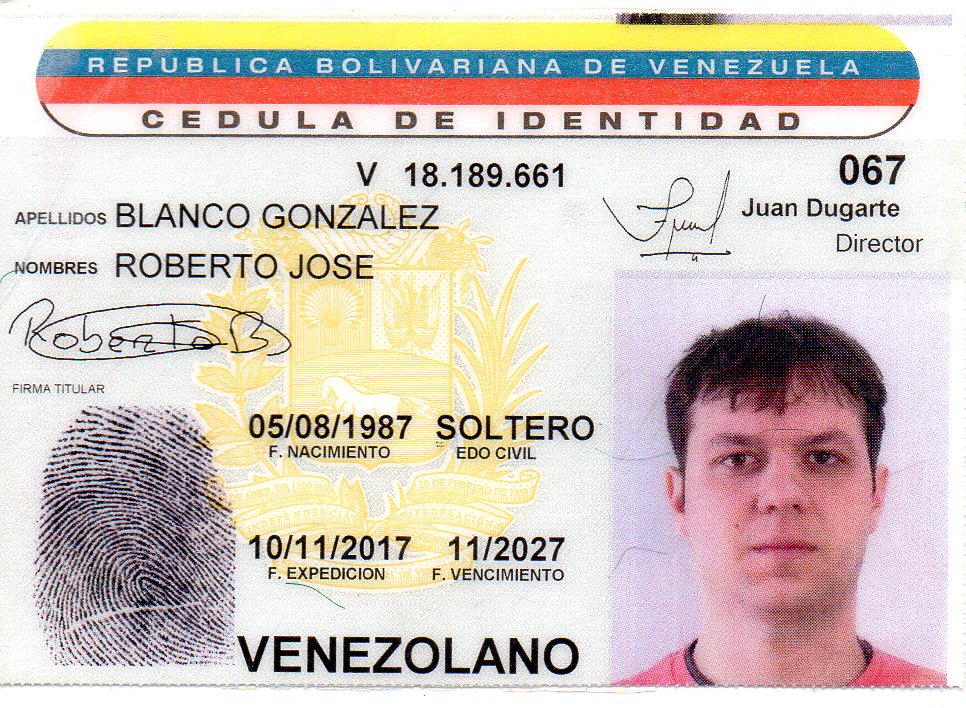 REPUBLICA BOLIVARIANA DE VENEZUELA
CEDULA DE IDENTIDAD
V 18.189.661
067
Juan Dugarte
Director
APELLIDOS BLANCO GONZALEZ
NOMBRES ROBERTO JOSE
Roberto B
FIRMA TITULAR
05/08/1987 SOLTERO
F. NACIMIENTO EDO CIVIL
INDEPENDENCIA FEDERACIÓN
10/11/2017 11/2027
F. EXPEDICION F. VENCIMIENTO
VENEZOLANO